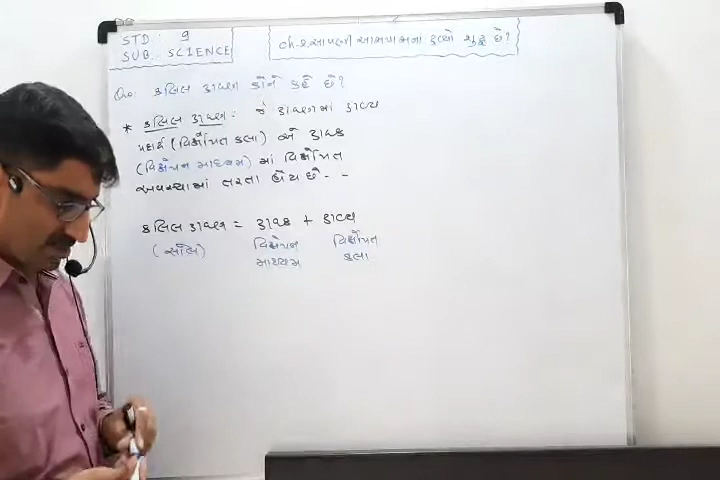 STD : 9
SUB. SCIENCE
ch-2. આપણી આસપાસના દ્રવ્યો શુદ્ધ છે?
Que: કલિલ દ્રાવણ કોને કહે છે?
* કલિલ દ્રાવણ : જે દ્રાવણમાં દ્રાવ્ય
પદાર્થ (વિક્ષેપિત કલા) એ દ્રાવક
(વિક્ષેપન માધ્યમ) માં વિક્ષેપિત
અવસ્થામાં તરતા હોય છે - -
કલિલ દ્રાવણ = દ્રાવક + દ્રાવ્ય
(સોલ) વિક્ષેપન વિક્ષેપિત
માધ્યમ કલા